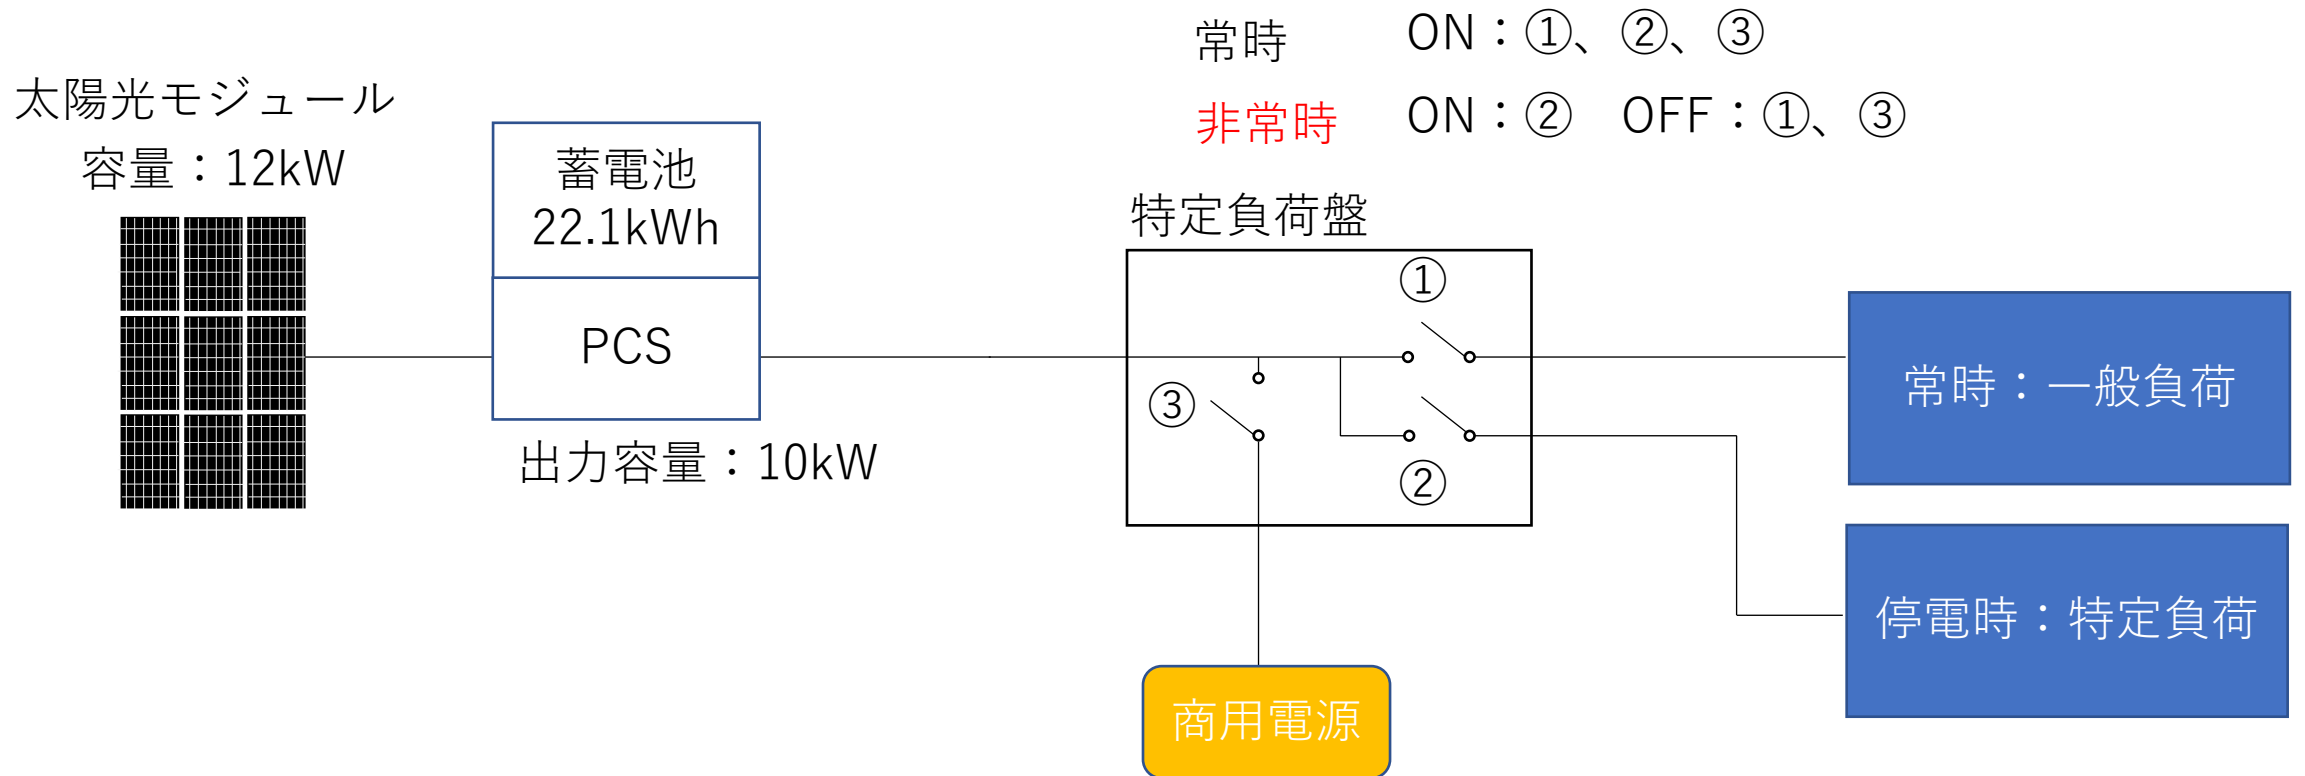 常時 ON：①、②、③
非常時 ON：② OFF：①、③
太陽光モジュール
容量：12kW
蓄電池
22.1kWh
PCS
出力容量：10kW
特定負荷盤
①
③
②
常時：一般負荷
停電時：特定負荷
商用電源